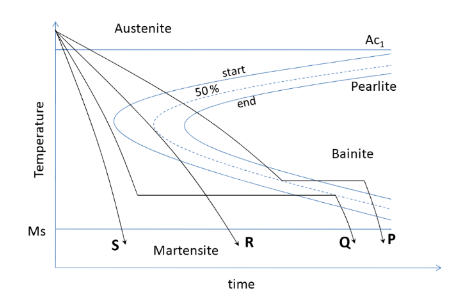 Austenite
Ac1
start
50 %
end
Pearlite
Temperature
Bainite
Ms
S
Martensite
R
Q
P
time